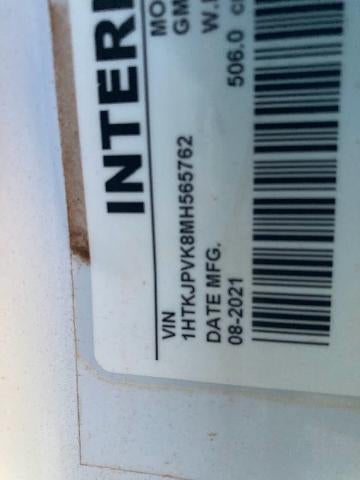 INTER
MO
GM
W.
506.0 c
VIN
1HTKJPVK8MH565762
DATE MFG.
08-2021